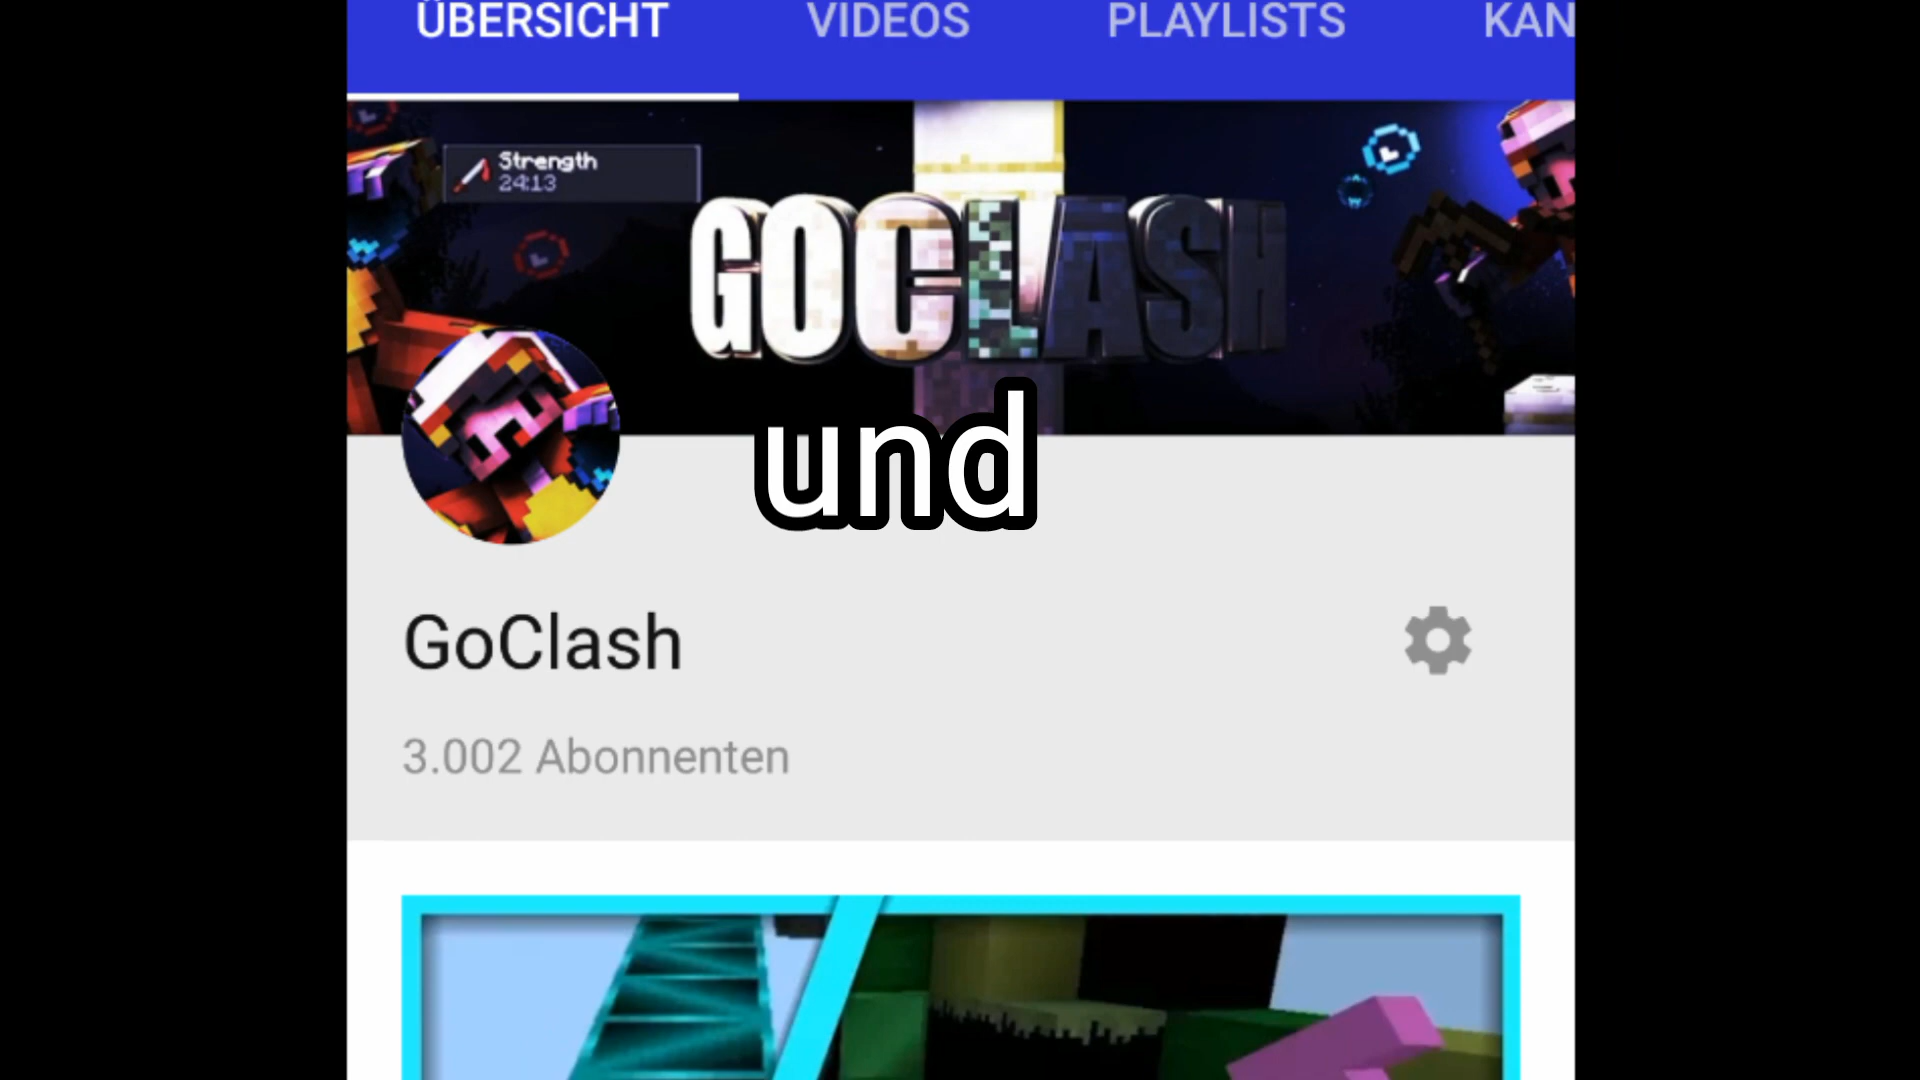 ÜBERSICHT VIDEOS PLAYLISTS KAN
Strength
24:13
GOCLASH
und
GoClash
3.002 Abonnenten